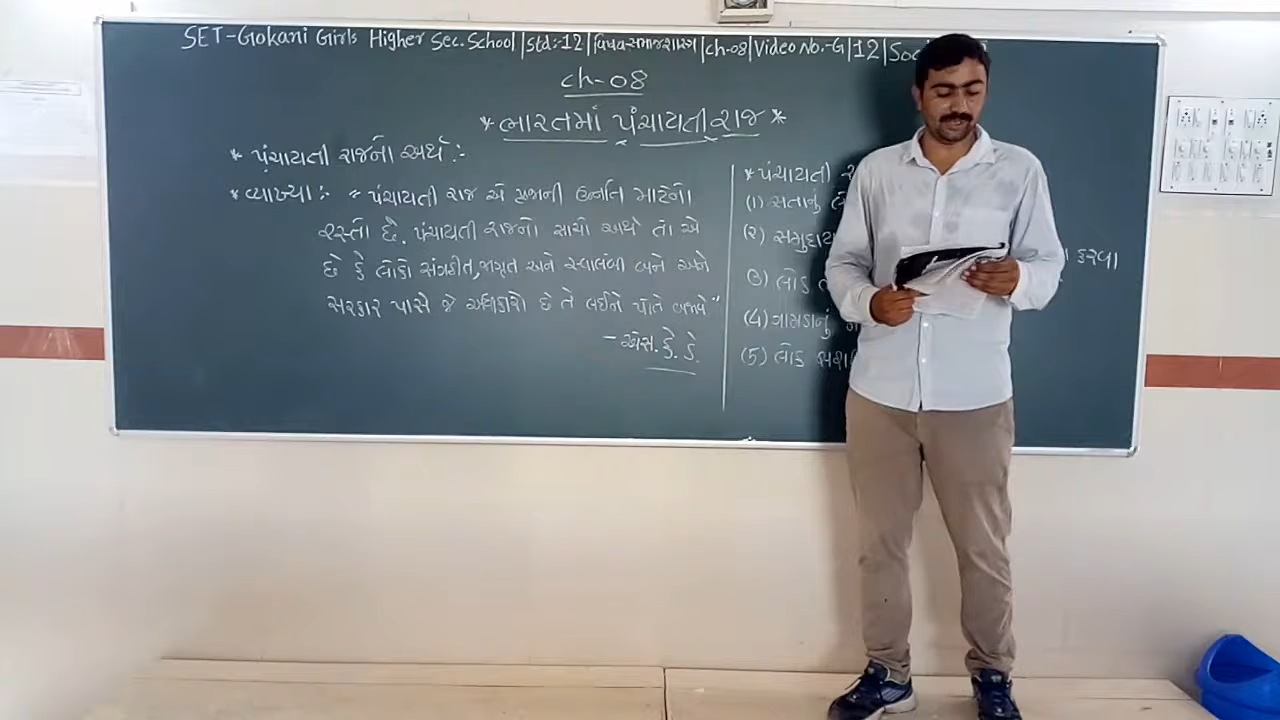 SET-Gokani Girls Higher Sec. School | Std:-12 | વિષય-સમાજશાસ્ત્ર | ch-08 | Video No.-6 | 12 | Soc
ch-08
* ભારતમાં પંચાયતી રાજ *
* પંચાયતી રાજનો અર્થ :-
* વ્યાખ્યા :- " પંચાયતી રાજ એ પ્રજાની ઉન્નતિ માટેનો
રસ્તો છે. પંચાયતી રાજનો સાચો અર્થ તો એ
છે કે લોકો સંગઠીત, જાગૃત અને સ્વાલંબી બને અને
સરકાર પાસે જે અધીકારો છે તે લઈને પોતે બજાવે"
- એસ. કે. ડે.
* પંચાયતી
(1) સતાનું
(2) સમુદાય
કરવા
(3) લોક
(4) ગામડાનું
(5) લોક